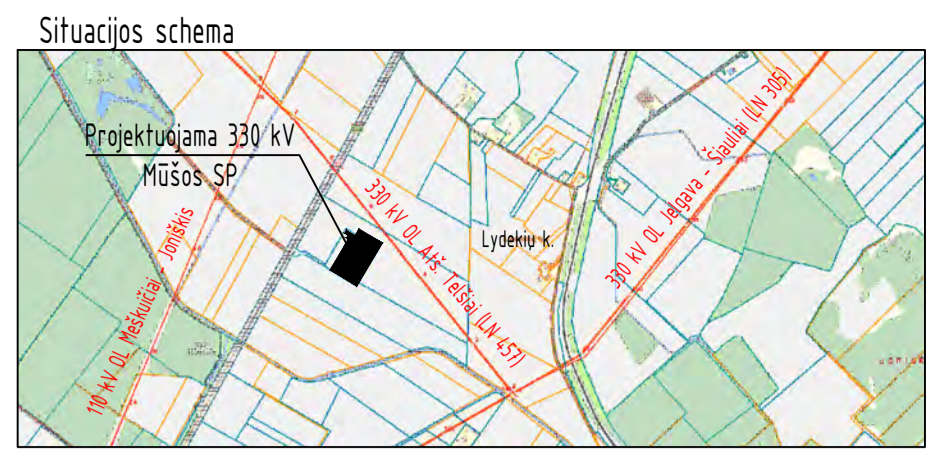 Situacijos schema
Projektuojama 330 kV
Mūšos SP
110 kV OL Meškuičiai Joniškis
330 kV OL Atš. Telšiai (LN 457)
Lydekių k.
330 kV OL Jelgava - Šiauliai (LN 305)